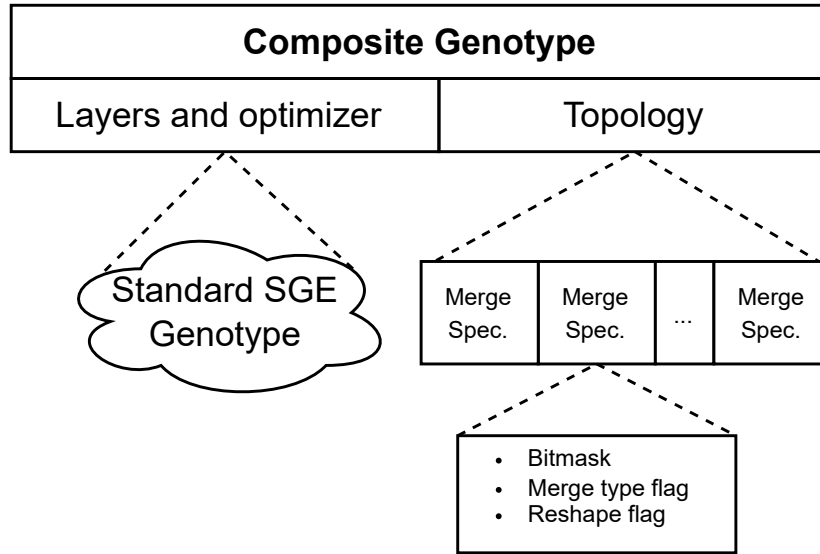 Composite Genotype
Layers and optimizer
Topology
Standard SGE
Genotype
Merge
Spec.
Merge
Spec.
...
Merge
Spec.
• Bitmask
• Merge type flag
• Reshape flag